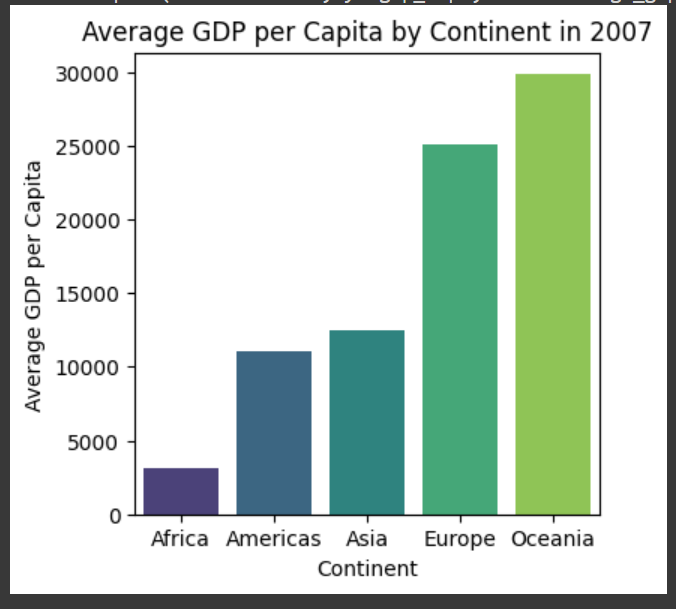 Average GDP per Capita by Continent in 2007
Average GDP per Capita
30000
25000
20000
15000
10000
5000
0
Africa Americas Asia Europe Oceania
Continent